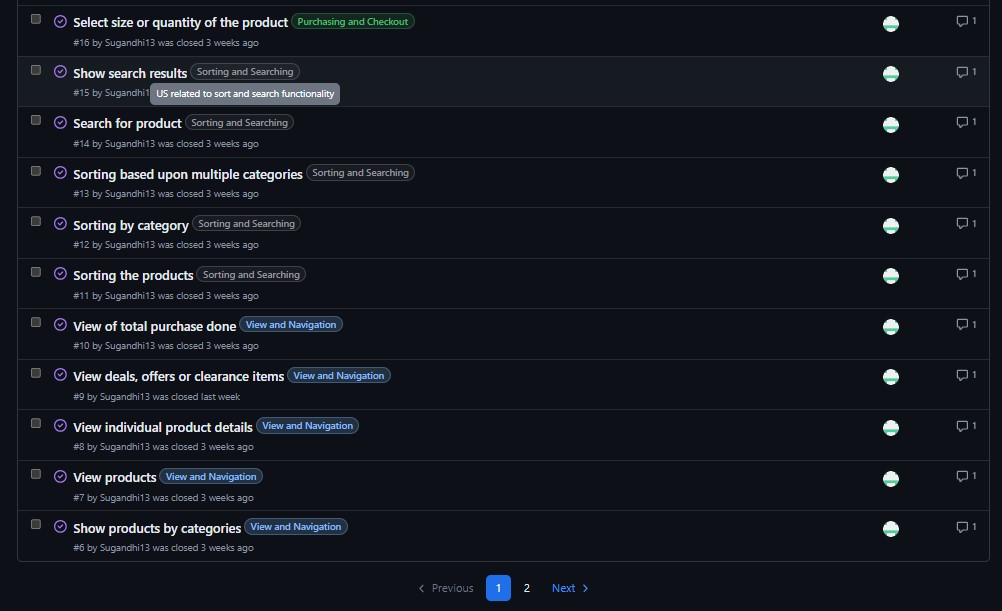 Select size or quantity of the product Purchasing and Checkout 1
#16 by Sugandhi13 was closed 3 weeks ago
Show search results Sorting and Searching 1
#15 by Sugandhi1
US related to sort and search functionality
Search for product Sorting and Searching 1
#14 by Sugandhi13 was closed 3 weeks ago
Sorting based upon multiple categories Sorting and Searching 1
#13 by Sugandhi13 was closed 3 weeks ago
Sorting by category Sorting and Searching 1
#12 by Sugandhi13 was closed 3 weeks ago
Sorting the products Sorting and Searching 1
#11 by Sugandhi13 was closed 3 weeks ago
View of total purchase done View and Navigation 1
#10 by Sugandhi13 was closed 3 weeks ago
View deals, offers or clearance items View and Navigation 1
#9 by Sugandhi13 was closed last week
View individual product details View and Navigation 1
#8 by Sugandhi13 was closed 3 weeks ago
View products View and Navigation 1
#7 by Sugandhi13 was closed 3 weeks ago
Show products by categories View and Navigation 1
#6 by Sugandhi13 was closed 3 weeks ago
Previous 1 2 Next